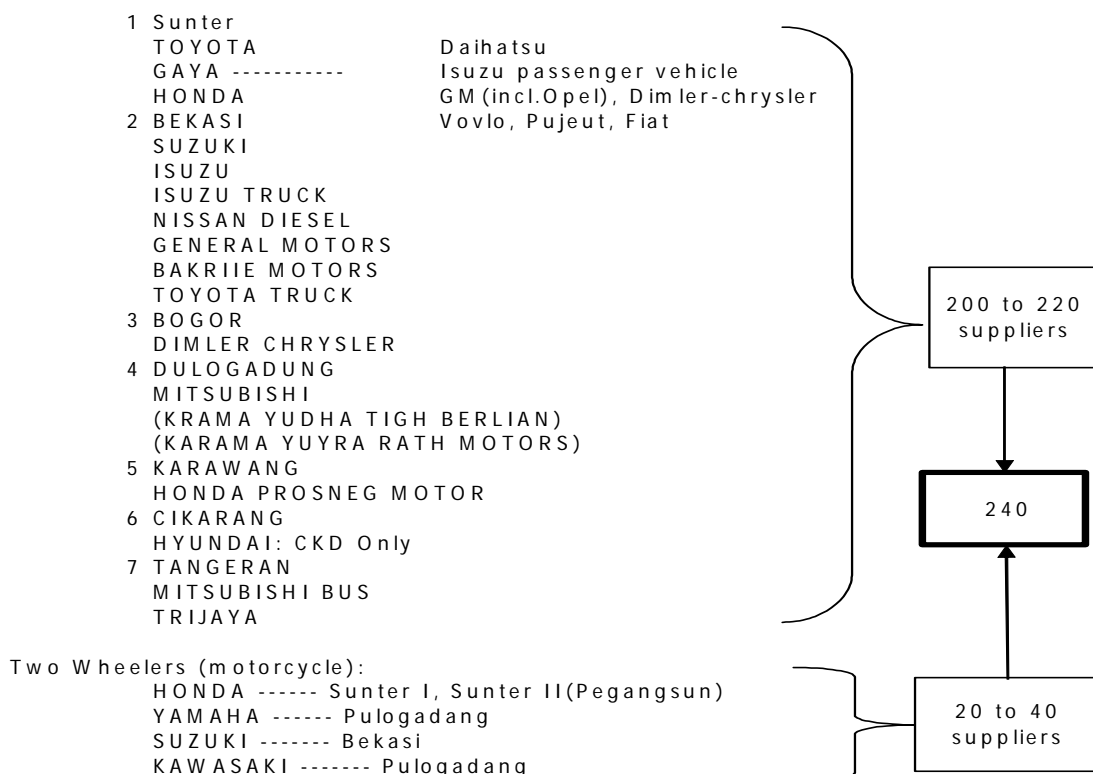 1 Sunter
TOYOTA Daihatsu
GAYA ----------- Isuzu passenger vehicle
HONDA GM(incl.Opel), Dimler-chrysler
2 BEKASI Vovlo, Pujeut, Fiat
SUZUKI
ISUZU
ISUZU TRUCK
NISSAN DIESEL
GENERAL MOTORS
BAKRIIE MOTORS
TOYOTA TRUCK
3 BOGOR
DIMLER CHRYSLER
4 DULOGADUNG
MITSUBISHI
(KRAMA YUDHA TIGH BERLIAN)
(KARAMA YUYRA RATH MOTORS)
5 KARAWANG
HONDA PROSNEG MOTOR
6 CIKARANG
HYUNDAI: CKD Only
7 TANGERAN
MITSUBISHI BUS
TRIJAYA
200 to 220
suppliers
240
Two Wheelers (motorcycle):
HONDA ------ Sunter I, Sunter II(Pegangsun)
YAMAHA ------ Pulogadang
SUZUKI ------- Bekasi
KAWASAKI ------- Pulogadang
20 to 40
suppliers